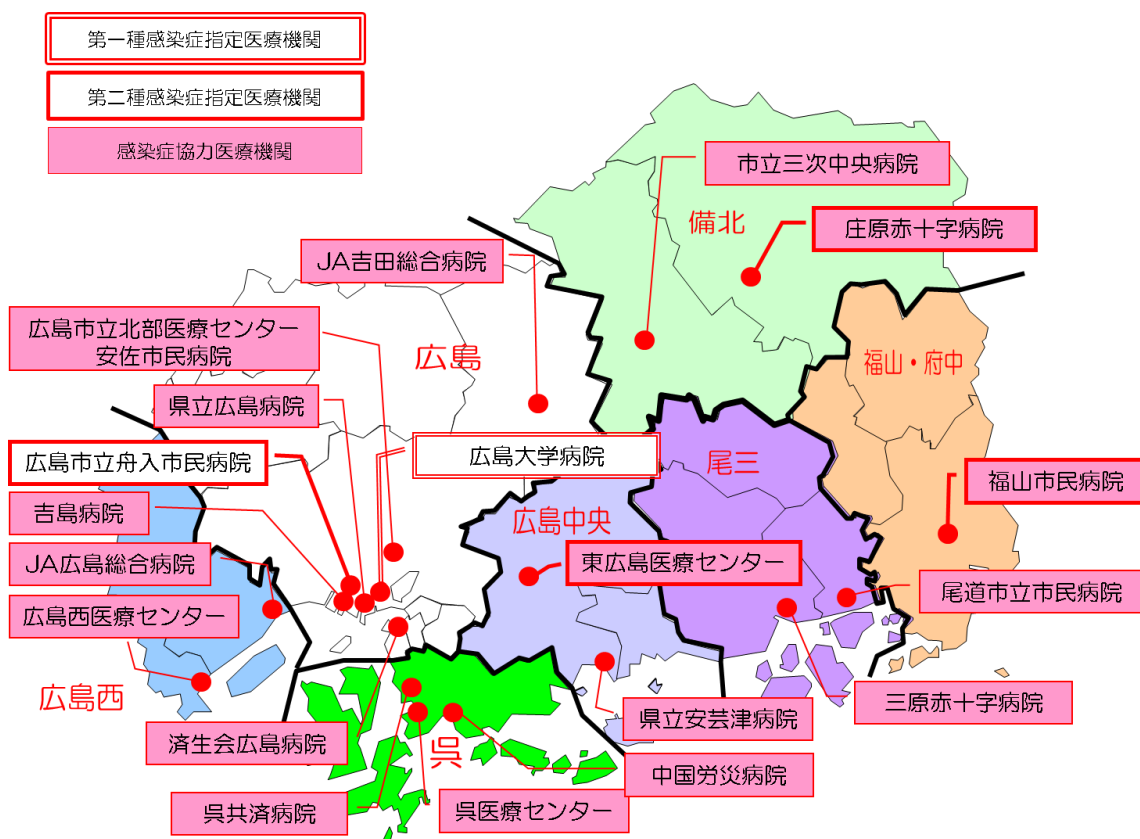 第一種感染症指定医療機関
第二種感染症指定医療機関
感染症協力医療機関
市立三次中央病院
備北
庄原赤十字病院
JA吉田総合病院
広島市立北部医療センター
安佐市民病院
広島
福山・府中
県立広島病院
広島市立舟入市民病院
広島大学病院
尾三
福山市民病院
吉島病院
広島中央
JA広島総合病院
東広島医療センター
尾道市立市民病院
広島西医療センター
広島西
三原赤十字病院
県立安芸津病院
済生会広島病院
呉
中国労災病院
呉共済病院
呉医療センター